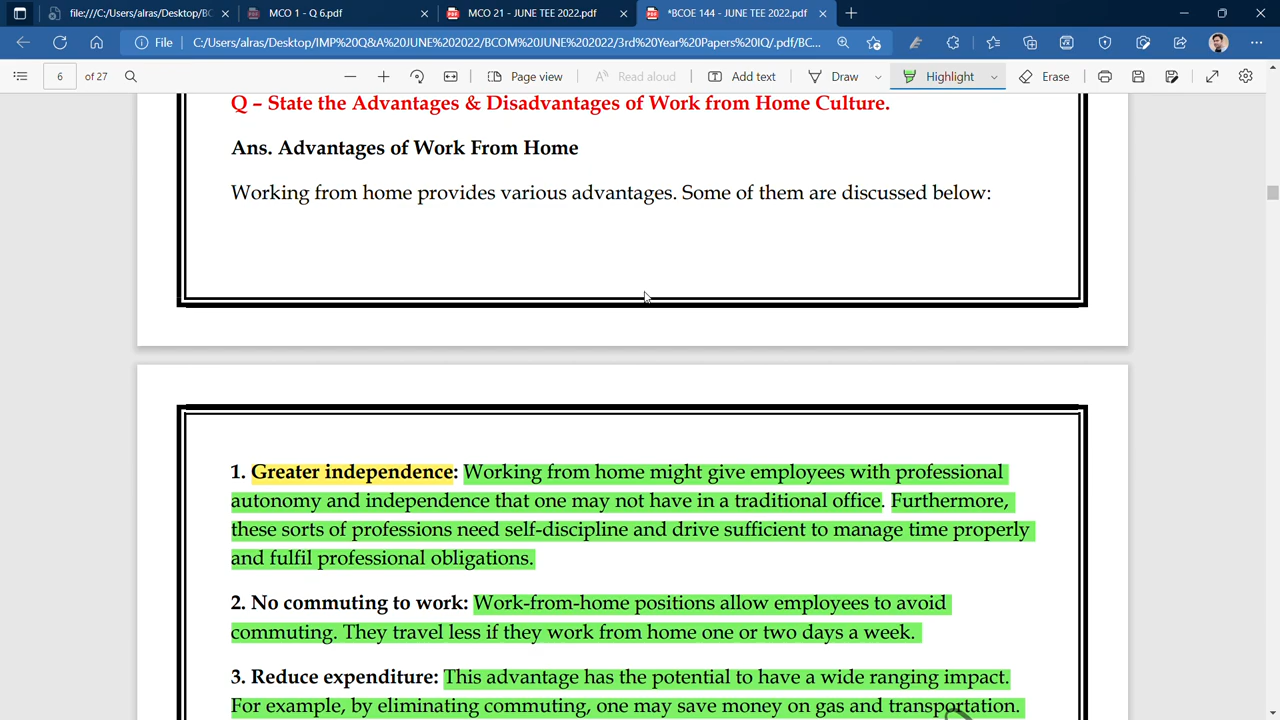 file:///C:/Users/alras/Desktop/BC
MCO 1 - Q 6.pdf
MCO 21 - JUNE TEE 2022.pdf
*BCOE 144 - JUNE TEE 2022.pdf
File
C:/Users/alras/Desktop/IMP%20Q&A%20JUNE%202022/BCOM%20JUNE%202022/3rd%20Year%20Papers%20IQ/.pdf/BC...
6
of 27
Page view
Read aloud
Add text
Draw
Highlight
Erase
Q – State the Advantages & Disadvantages of Work from Home Culture.
Ans. Advantages of Work From Home
Working from home provides various advantages. Some of them are discussed below:
1. Greater independence: Working from home might give employees with professional
autonomy and independence that one may not have in a traditional office. Furthermore,
these sorts of professions need self-discipline and drive sufficient to manage time properly
and fulfil professional obligations.
2. No commuting to work: Work-from-home positions allow employees to avoid
commuting. They travel less if they work from home one or two days a week.
3. Reduce expenditure: This advantage has the potential to have a wide ranging impact.
For example, by eliminating commuting, one may save money on gas and transportation.